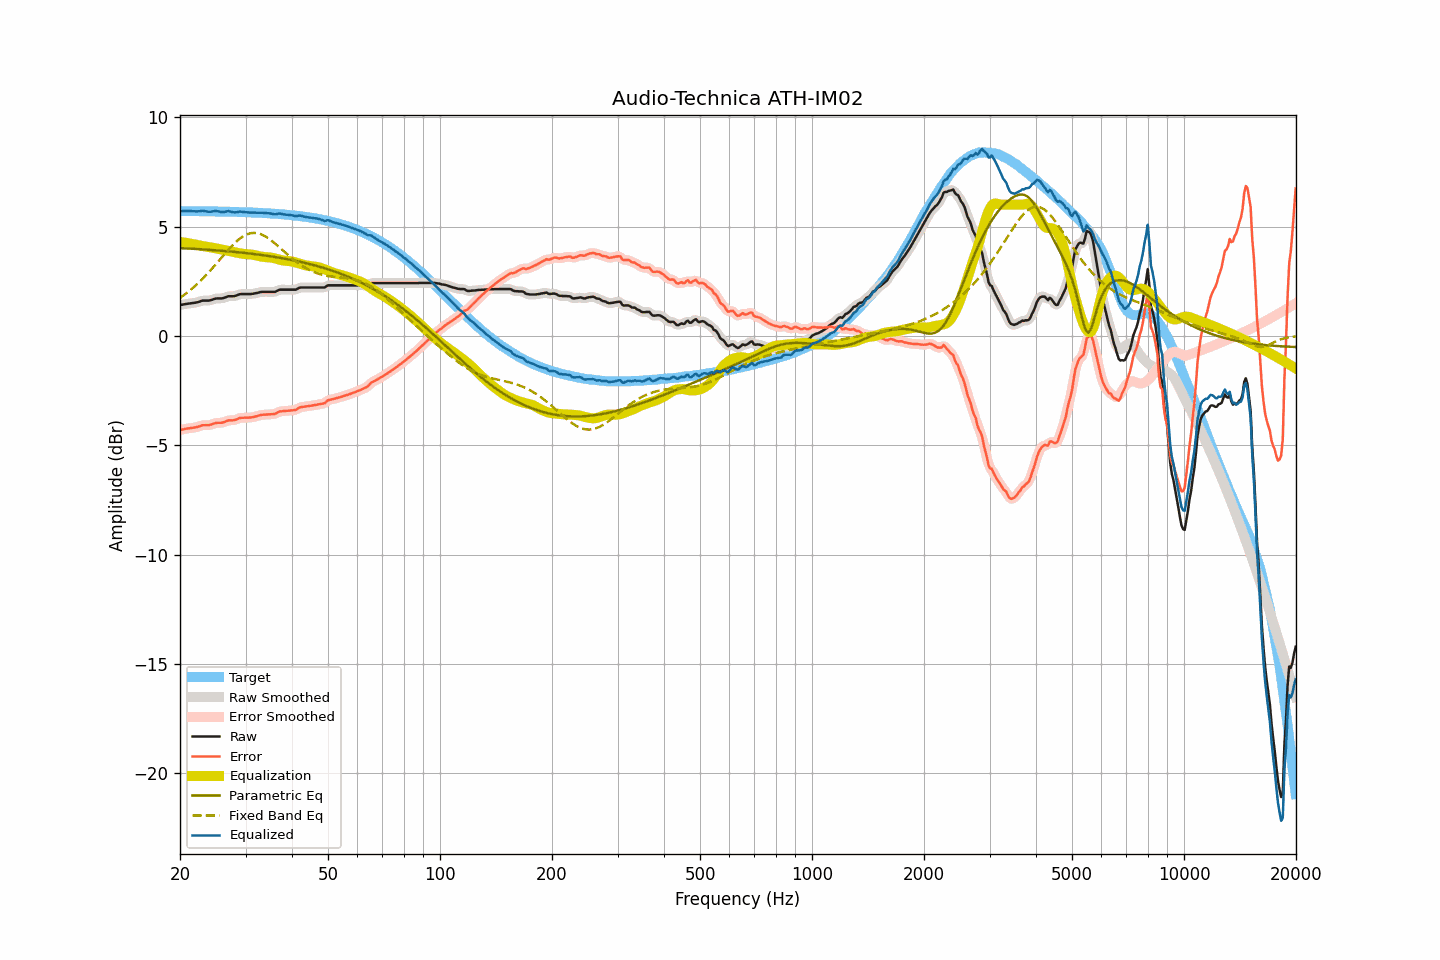 Audio-Technica ATH-IM02
10
5
0
−5
−10
−15
−20
Amplitude (dBr)
Target
Raw Smoothed
Error Smoothed
Raw
Error
Equalization
Parametric Eq
Fixed Band Eq
Equalized
20 50 100 200 500 1000 2000 5000 10000 20000
Frequency (Hz)